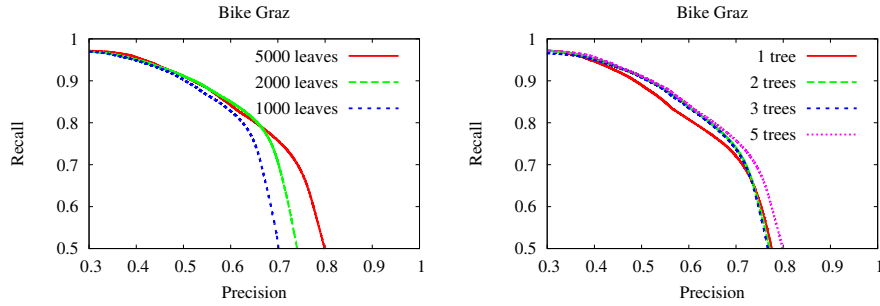 Bike Graz
1
0.9
0.8
0.7
0.6
0.5
Recall
5000 leaves
2000 leaves
1000 leaves
0.3 0.4 0.5 0.6 0.7 0.8 0.9 1
Precision
Bike Graz
1
0.9
0.8
0.7
0.6
0.5
Recall
1 tree
2 trees
3 trees
5 trees
0.3 0.4 0.5 0.6 0.7 0.8 0.9 1
Precision